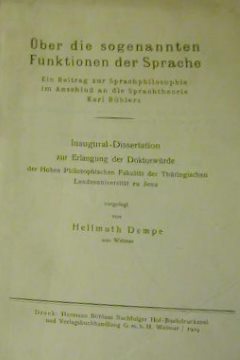 Über die sogenannten
Funktionen der Sprache
Ein Beitrag zur Sprachphilosophie
im Anschluß an die Sprachtheorie
Karl Bühlers
Inaugural-Dissertation
zur Erlangung der Doktorwürde
der Hohen Philosophischen Fakultät der Thüringischen
Landesuniversität zu Jena
vorgelegt
von
Hellmuth Dempe
aus Weimar
Druck: Hermann Böhlaus Nachfolger Hof-Buchdruckerei
und Verlagsbuchhandlung G. m. b. H. Weimar /